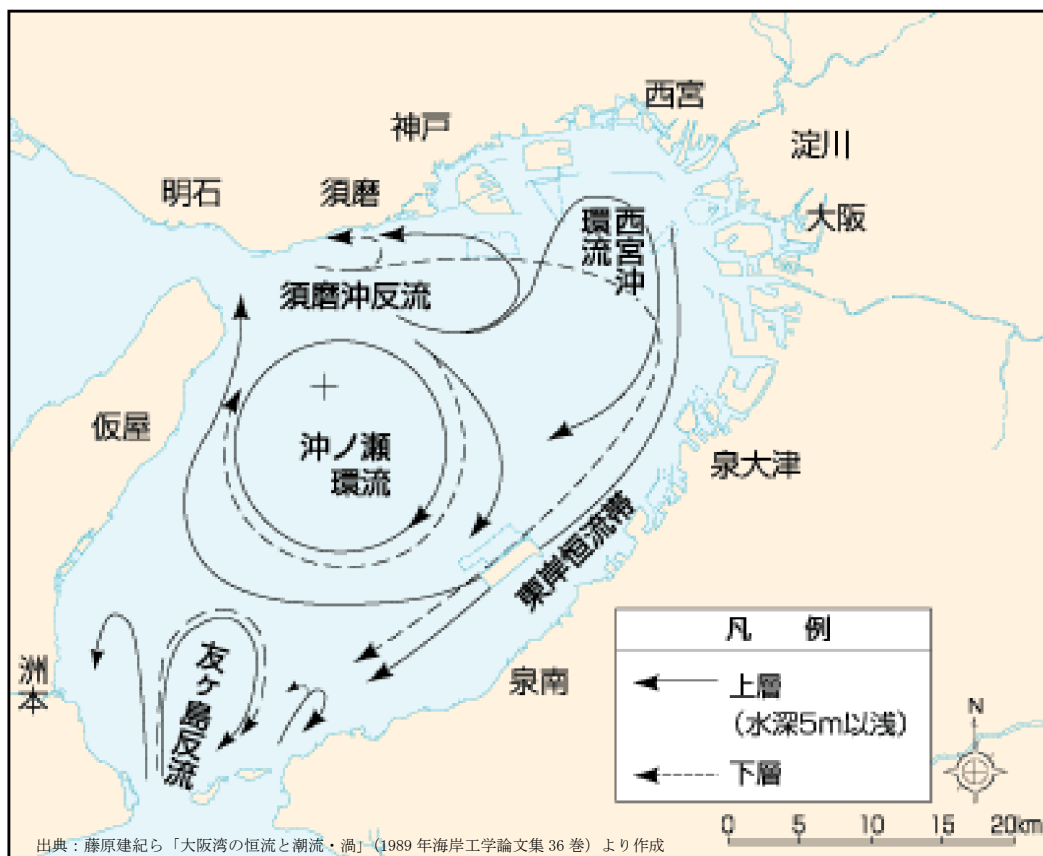 西宮
神戸
淀川
明石
須磨
大阪
西宮沖
環流
須磨沖反流
仮屋
沖ノ瀬
環流
泉大津
東岸恒流帯
友ヶ島反流
洲本
泉南
凡 例
上層
(水深5m以浅)
下層
N
0 5 10 15 20km
出典：藤原建紀ら「大阪湾の恒流と潮流・渦」（1989 年海岸工学論文集 36 巻）より作成